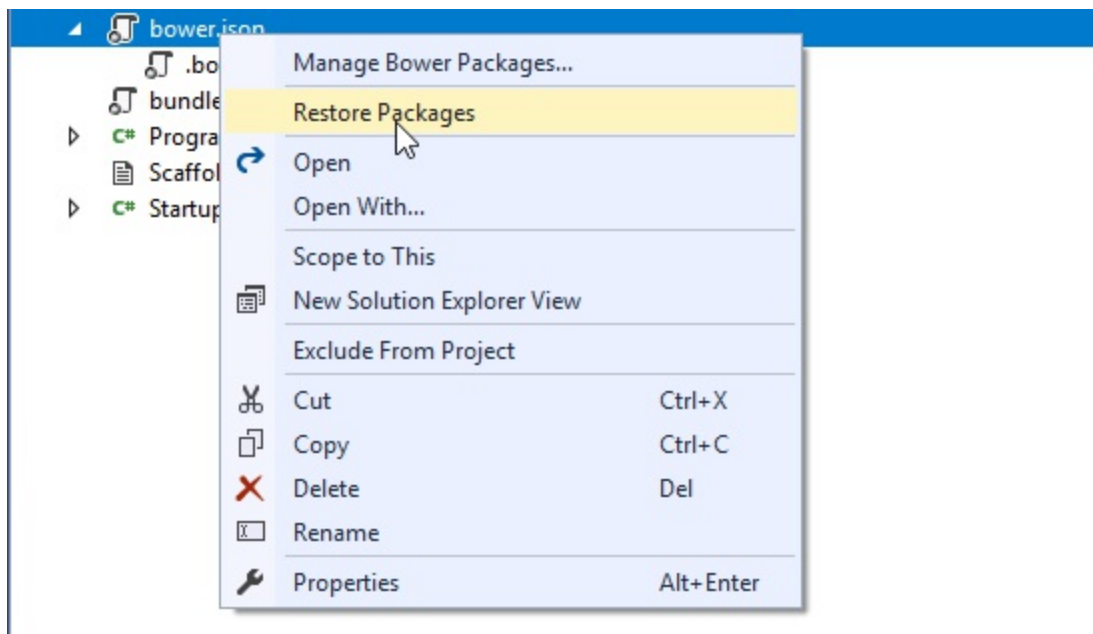 bower.json
.bo
bundle
C# Progra
Scaffol
C# Startup
Manage Bower Packages...
Restore Packages
Open
Open With...
Scope to This
New Solution Explorer View
Exclude From Project
Cut Ctrl+X
Copy Ctrl+C
Delete Del
Rename
Properties Alt+Enter